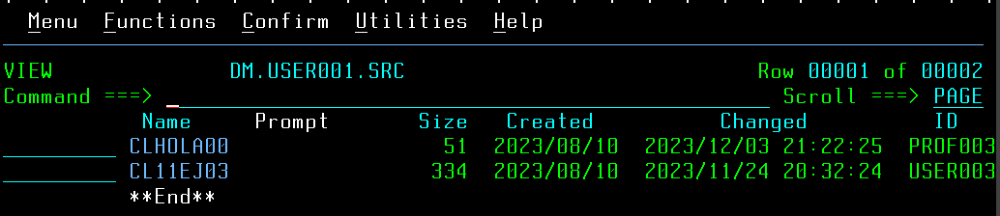 Menu Functions Confirm Utilities Help
VIEW DM.USER001.SRC Row 00001 of 00002
Command ===> _ Scroll ===> PAGE
Name Prompt Size Created Changed ID
CLHOLA00 51 2023/08/10 2023/12/03 21:22:25 PROF003
CL11EJ03 334 2023/08/10 2023/11/24 20:32:24 USER003
**End**